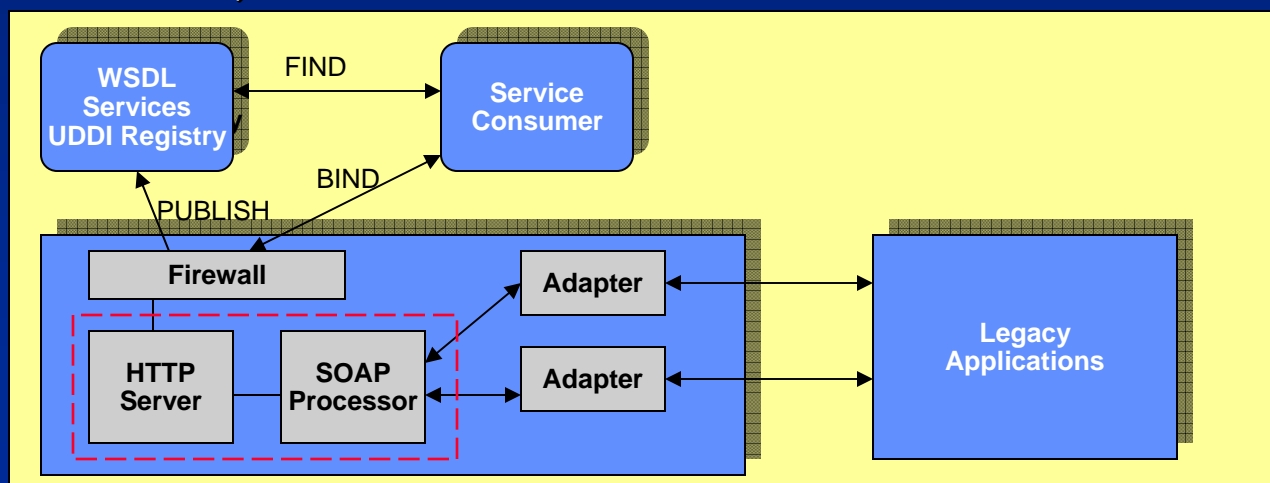 WSDL
Services
UDDI Registry
FIND
Service
Consumer
BIND
PUBLISH
Firewall
HTTP
Server
SOAP
Processor
Adapter
Adapter
Legacy
Applications